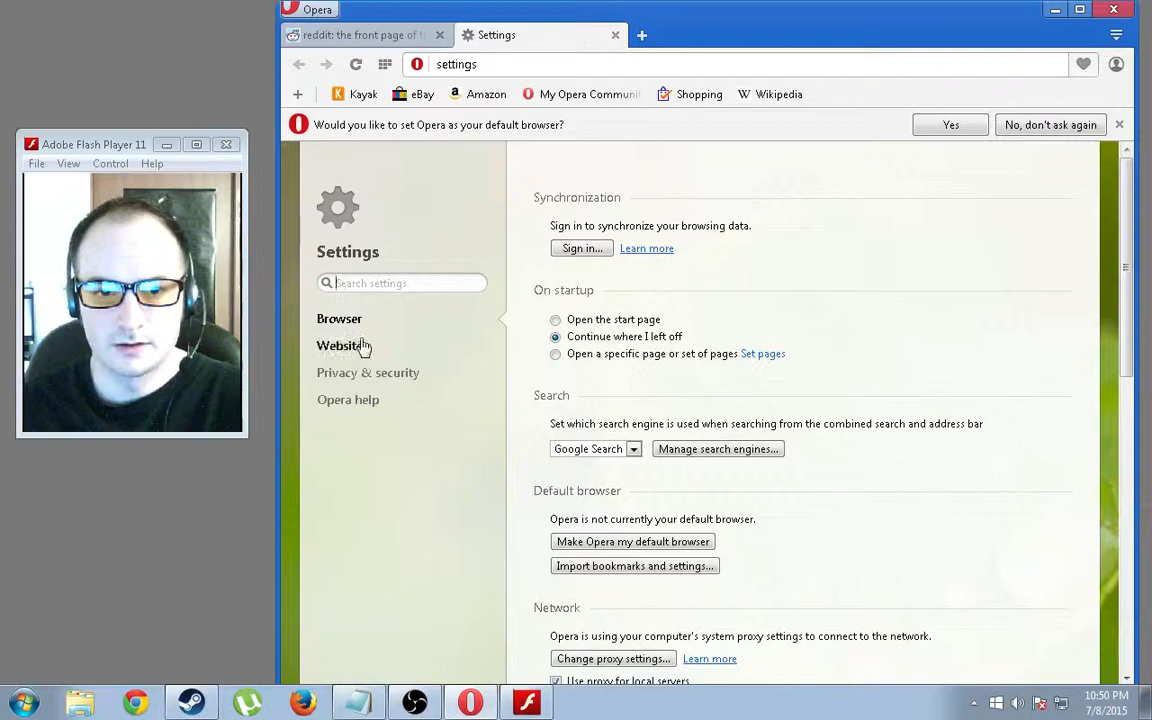 Opera
reddit: the front page of t
Settings
settings
Kayak
eBay
Amazon
My Opera Communi
Shopping
Wikipedia
Would you like to set Opera as your default browser?
Yes
No, don't ask again
Adobe Flash Player 11
File View Control Help
Settings
Search settings
Browser
Websites
Privacy & security
Opera help
Synchronization
Sign in to synchronize your browsing data.
Sign in...
Learn more
On startup
Open the start page
Continue where I left off
Open a specific page or set of pages Set pages
Search
Set which search engine is used when searching from the combined search and address bar
Google Search
Manage search engines...
Default browser
Opera is not currently your default browser.
Make Opera my default browser
Import bookmarks and settings...
Network
Opera is using your computer's system proxy settings to connect to the network.
Change proxy settings...
Learn more
Use proxy for local servers
10:50 PM
7/8/2015